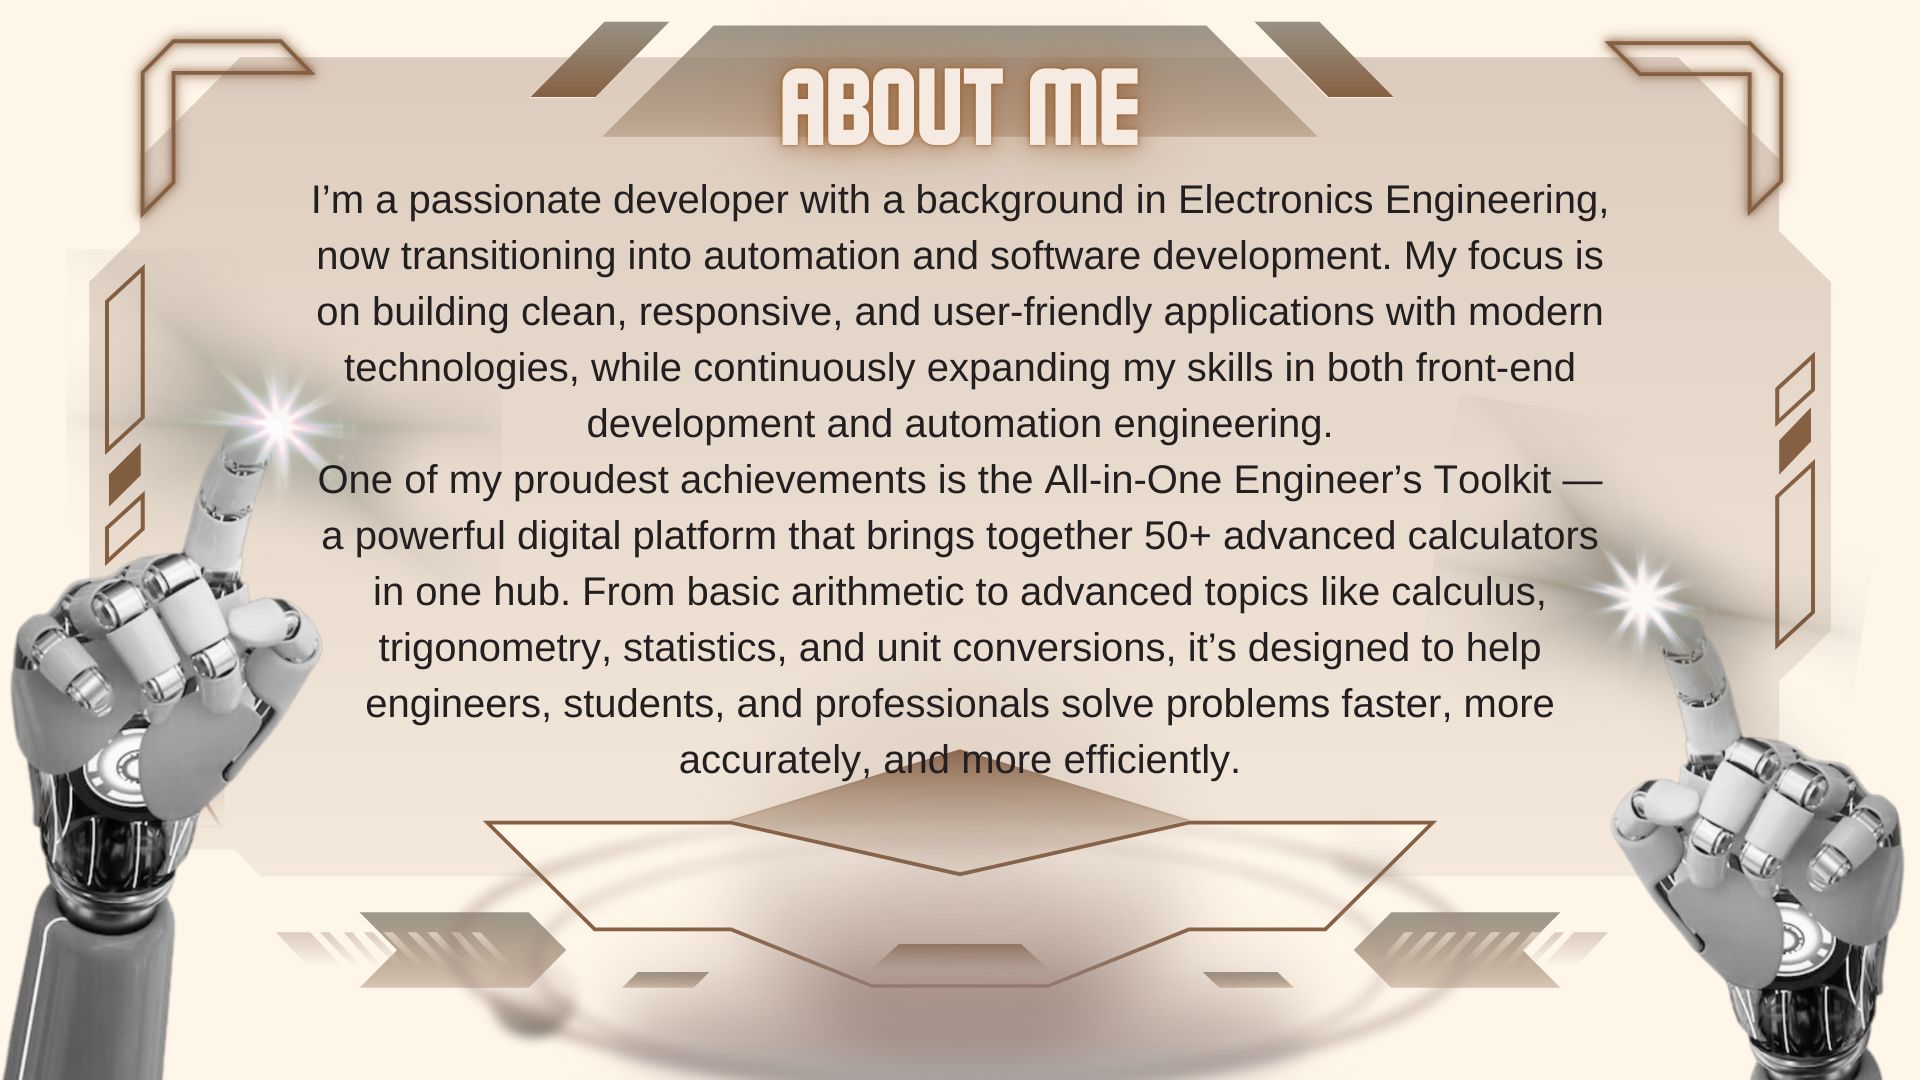 ABOUT ME
I’m a passionate developer with a background in Electronics Engineering,
now transitioning into automation and software development. My focus is
on building clean, responsive, and user-friendly applications with modern
technologies, while continuously expanding my skills in both front-end
development and automation engineering.
One of my proudest achievements is the All-in-One Engineer’s Toolkit —
a powerful digital platform that brings together 50+ advanced calculators
in one hub. From basic arithmetic to advanced topics like calculus,
trigonometry, statistics, and unit conversions, it’s designed to help
engineers, students, and professionals solve problems faster, more
accurately, and more efficiently.